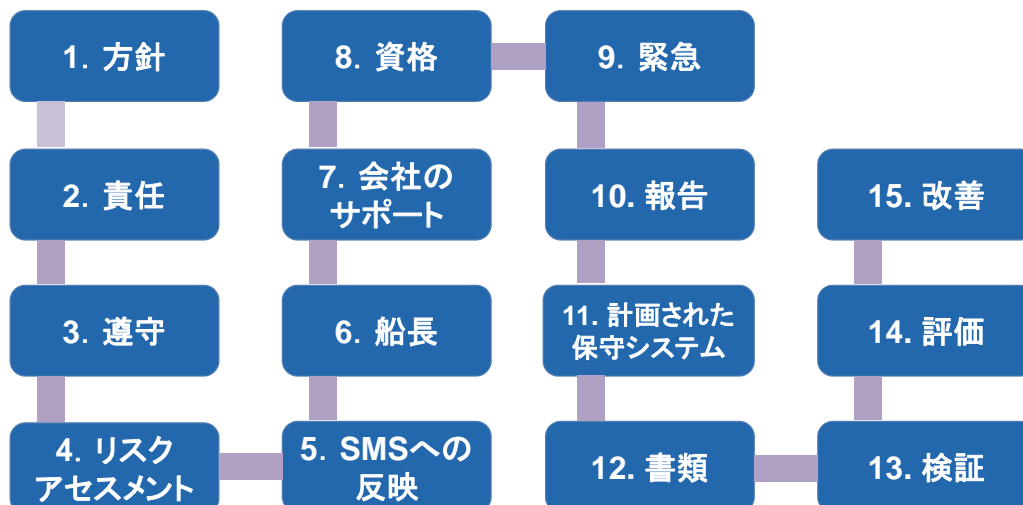 1．方針
2．責任
3．遵守
4．リスク
アセスメント
5．SMSへの
反映
6．船長
7．会社の
サポート
8．資格
9．緊急
10．報告
11．計画された
保守システム
12．書類
13．検証
14．評価
15．改善